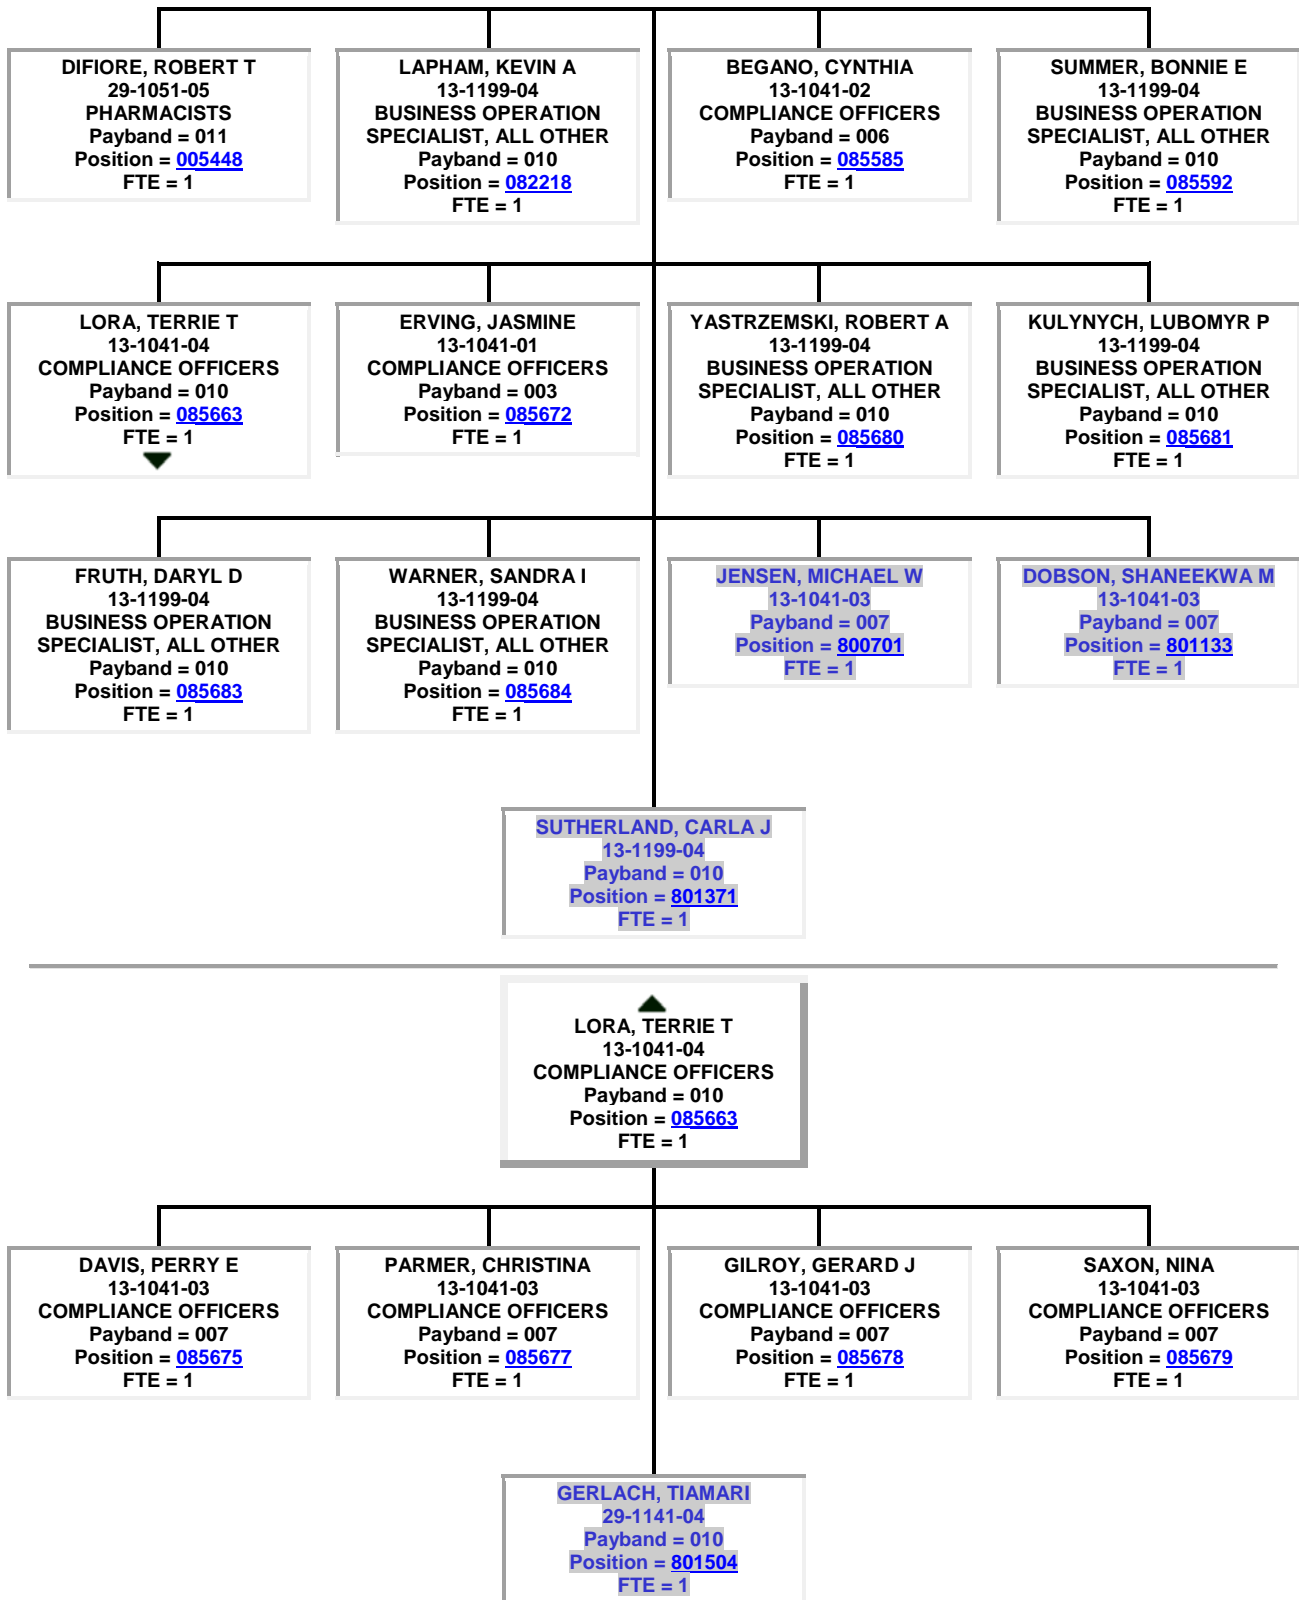 DIFIORE, ROBERT T
29-1051-05
PHARMACISTS
Payband = 011
Position = 005448
FTE = 1
LAPHAM, KEVIN A
13-1199-04
BUSINESS OPERATION
SPECIALIST, ALL OTHER
Payband = 010
Position = 082218
FTE = 1
BEGANO, CYNTHIA
13-1041-02
COMPLIANCE OFFICERS
Payband = 006
Position = 085585
FTE = 1
SUMMER, BONNIE E
13-1199-04
BUSINESS OPERATION
SPECIALIST, ALL OTHER
Payband = 010
Position = 085592
FTE = 1
LORA, TERRIE T
13-1041-04
COMPLIANCE OFFICERS
Payband = 010
Position = 085663
FTE = 1
ERVING, JASMINE
13-1041-01
COMPLIANCE OFFICERS
Payband = 003
Position = 085672
FTE = 1
YASTRZEMSKI, ROBERT A
13-1199-04
BUSINESS OPERATION
SPECIALIST, ALL OTHER
Payband = 010
Position = 085680
FTE = 1
KULYNYCH, LUBOMYR P
13-1199-04
BUSINESS OPERATION
SPECIALIST, ALL OTHER
Payband = 010
Position = 085681
FTE = 1
FRUTH, DARYL D
13-1199-04
BUSINESS OPERATION
SPECIALIST, ALL OTHER
Payband = 010
Position = 085683
FTE = 1
WARNER, SANDRA I
13-1199-04
BUSINESS OPERATION
SPECIALIST, ALL OTHER
Payband = 010
Position = 085684
FTE = 1
JENSEN, MICHAEL W
13-1041-03
Payband = 007
Position = 800701
FTE = 1
DOBSON, SHANEEKWA M
13-1041-03
Payband = 007
Position = 801133
FTE = 1
SUTHERLAND, CARLA J
13-1199-04
Payband = 010
Position = 801371
FTE = 1
LORA, TERRIE T
13-1041-04
COMPLIANCE OFFICERS
Payband = 010
Position = 085663
FTE = 1
DAVIS, PERRY E
13-1041-03
COMPLIANCE OFFICERS
Payband = 007
Position = 085675
FTE = 1
PARMER, CHRISTINA
13-1041-03
COMPLIANCE OFFICERS
Payband = 007
Position = 085677
FTE = 1
GILROY, GERARD J
13-1041-03
COMPLIANCE OFFICERS
Payband = 007
Position = 085678
FTE = 1
SAXON, NINA
13-1041-03
COMPLIANCE OFFICERS
Payband = 007
Position = 085679
FTE = 1
GERLACH, TIAMARI
29-1141-04
Payband = 010
Position = 801504
FTE = 1